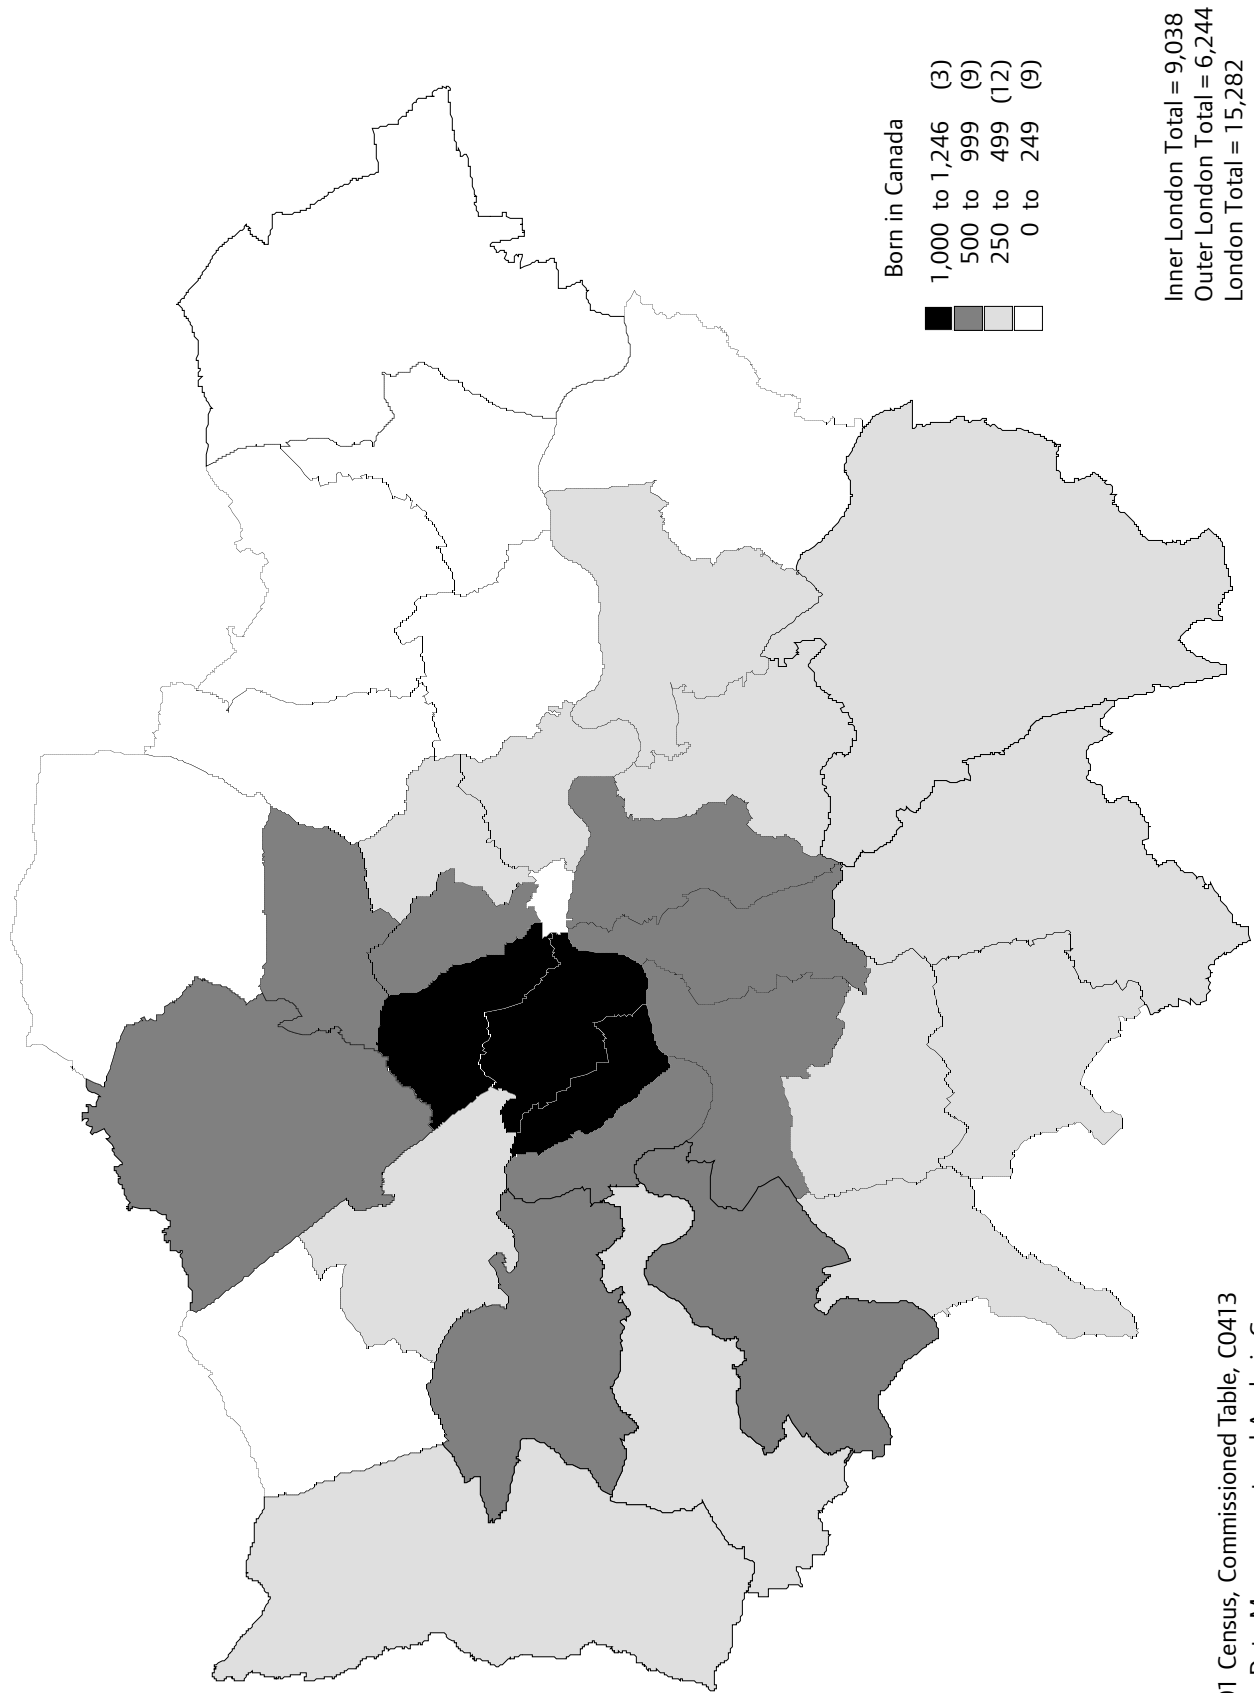 Born in Canada
1,000 to 1,246 (3)
500 to 999 (9)
250 to 499 (12)
0 to 249 (9)
Inner London Total = 9,038
Outer London Total = 6,244
London Total = 15,282
01 Census, Commissioned Table, C0413